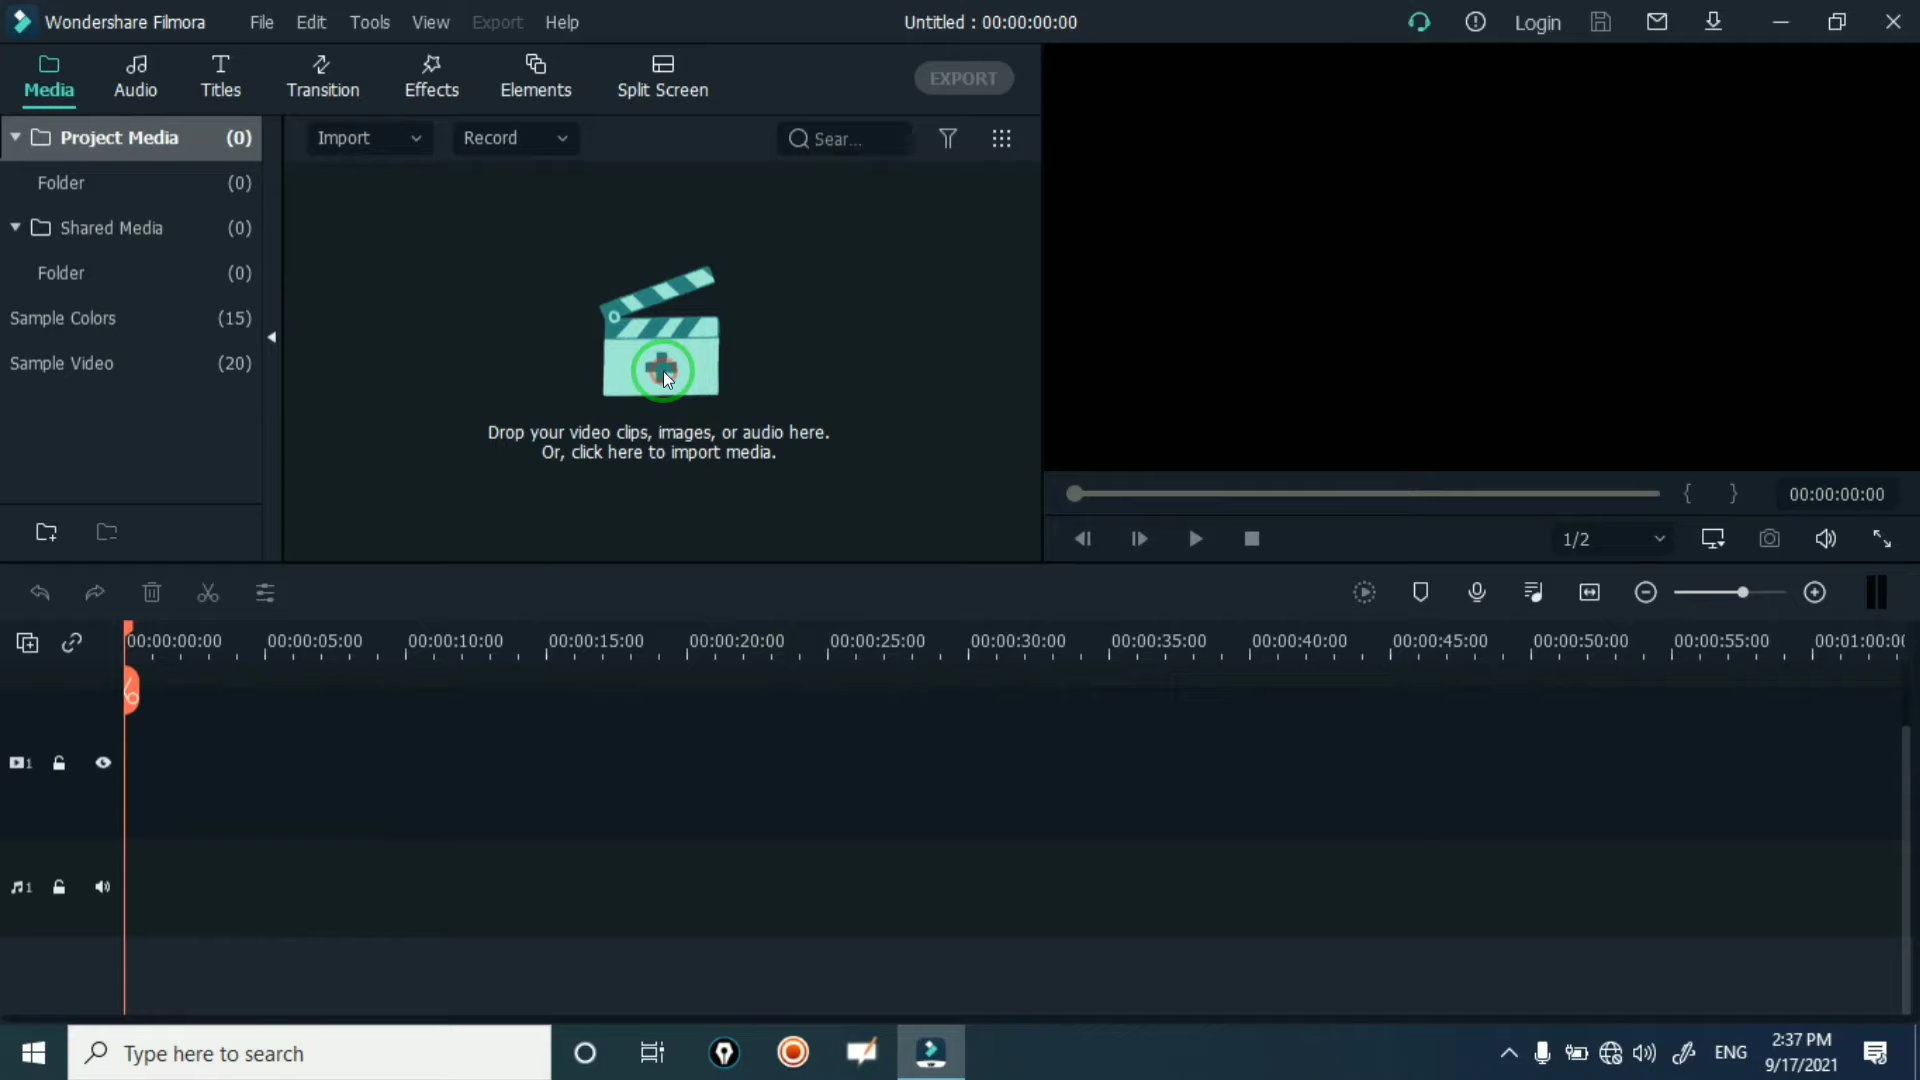 Wondershare Filmora File Edit Tools View Export Help Untitled : 00:00:00:00 Login
Media Audio Titles Transition Effects Elements Split Screen EXPORT
Project Media (0) Import Record Sear...
Folder (0)
Shared Media (0)
Folder (0)
Sample Colors (15)
Sample Video (20)
Drop your video clips, images, or audio here.
Or, click here to import media.
{ } 00:00:00:00
1/2
00:00:00:00 00:00:05:00 00:00:10:00 00:00:15:00 00:00:20:00 00:00:25:00 00:00:30:00 00:00:35:00 00:00:40:00 00:00:45:00 00:00:50:00 00:00:55:00 00:01:00:0
1
1
Type here to search ENG 2:37 PM
9/17/2021